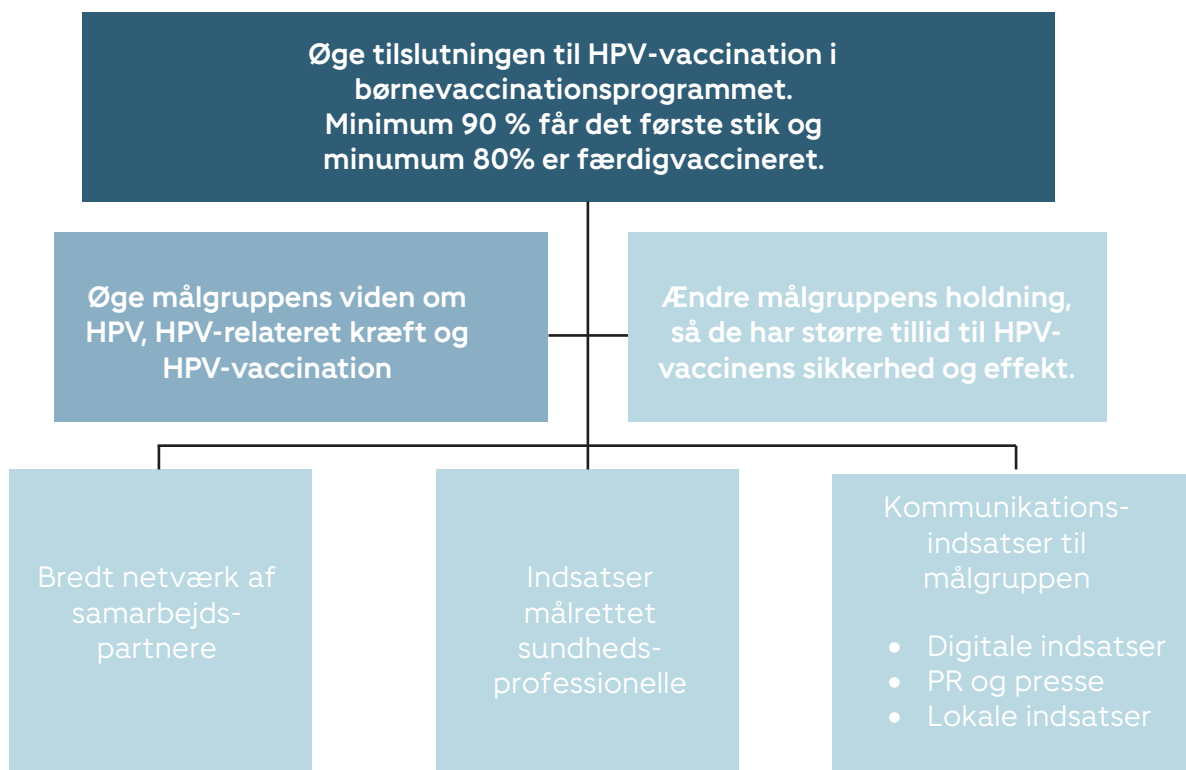 Øge tilslutningen til HPV-vaccination i
børnevaccinationsprogrammet.
Minimum 90 % får det første stik og
minumum 80% er færdigvaccineret.
Øge målgruppens viden om
HPV, HPV-relateret kræft og
HPV-vaccination
Ændre målgruppens holdning,
så de har større tillid til HPV-
vaccinens sikkerhed og effekt.
Bredt netværk af
samarbejds-
partnere
Indsatser
målrettet
sundheds-
professionelle
Kommunikations-
indsatser til
målgruppen
• Digitale indsatser
• PR og presse
• Lokale indsatser